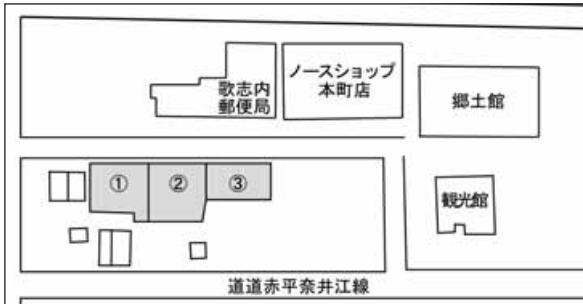 歌志内
郵便局
ノースショップ
本町店
郷土館
①
②
③
観光館
道道赤平奈井江線